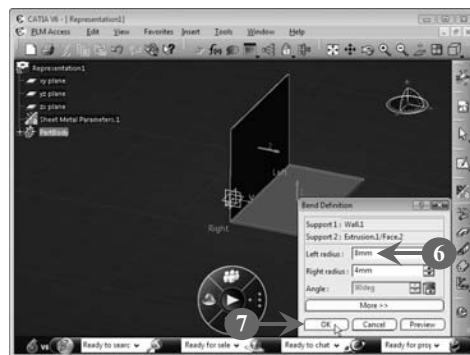 CATIA V6 - [Representation1]
PLM Access Edit View Favorites Insert Tools Window Help
Representation1
xy plane
yz plane
zx plane
Sheet Metal Parameters.1
PartBody
Left
Right
Bend Definition
Support 1 : Wall.1
Support 2 : Extrusion.1/Face.2
Left radius : 8mm
6
Right radius : 4mm
Angle : 90deg
More >>
7
OK Cancel Preview
Ready to searc Ready for sele Ready to chat Ready for proy